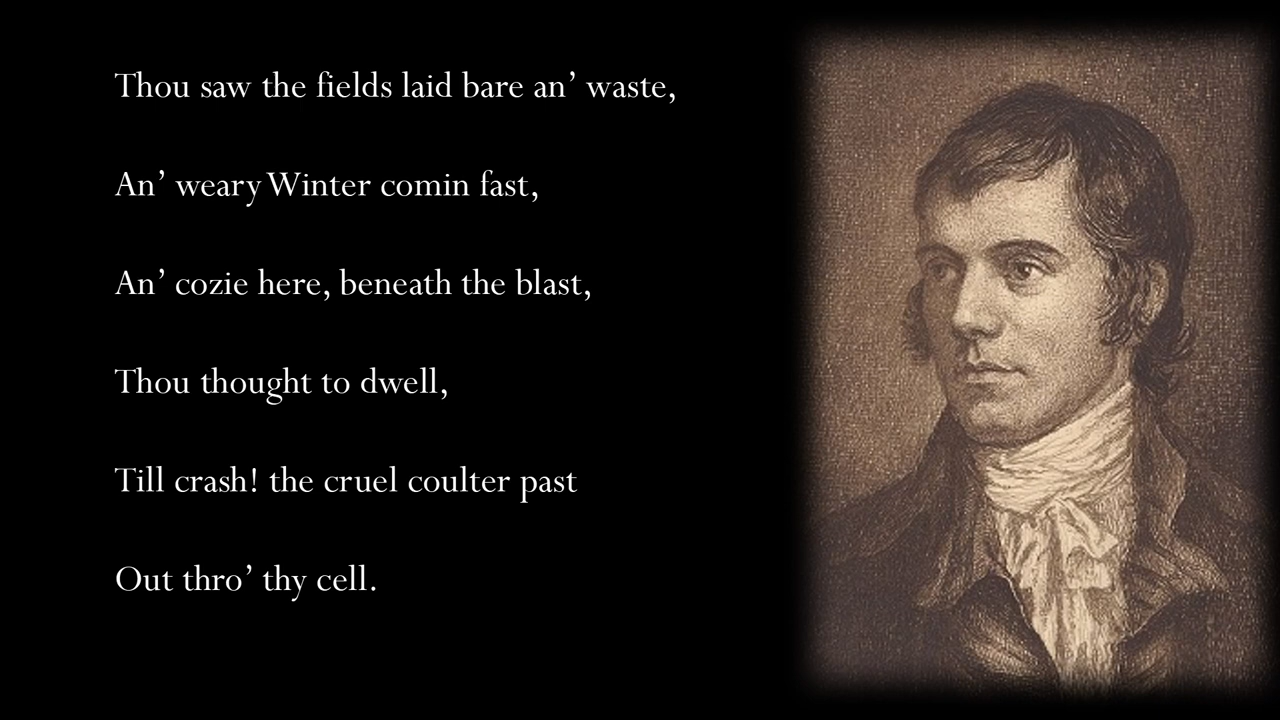 Thou saw the fields laid bare an’ waste,
An’ weary Winter comin fast,
An’ cozie here, beneath the blast,
Thou thought to dwell,
Till crash! the cruel coulter past
Out thro’ thy cell.